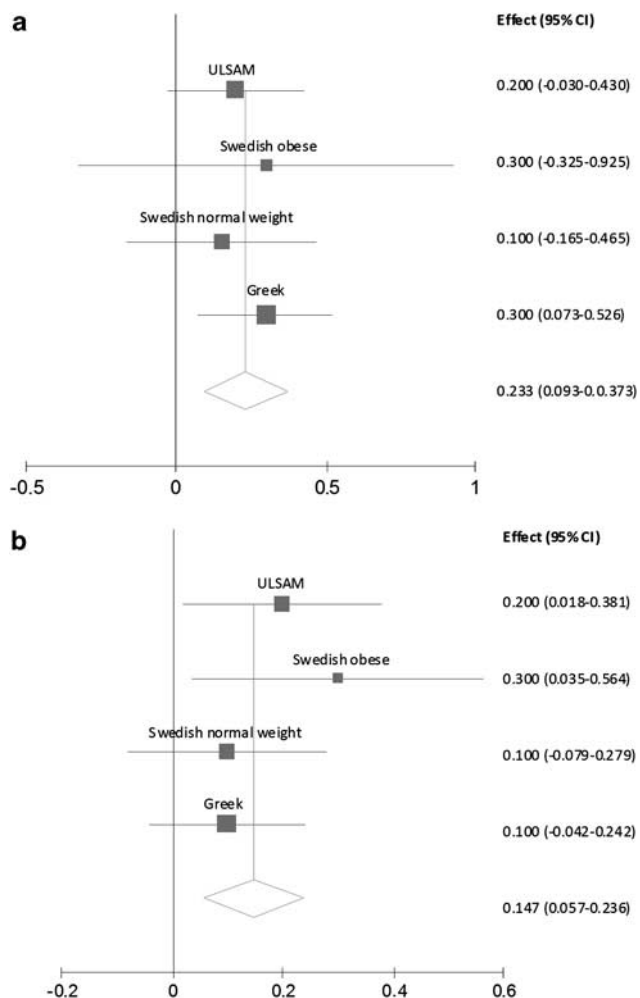 a
Effect (95% CI)
ULSAM
0.200 (-0.030-0.430)
Swedish obese
0.300 (-0.325-0.925)
Swedish normal weight
0.100 (-0.165-0.465)
Greek
0.300 (0.073-0.526)
0.233 (0.093-0.0.373)
-0.5 0 0.5 1
b
Effect (95% CI)
ULSAM
0.200 (0.018-0.381)
Swedish obese
0.300 (0.035-0.564)
Swedish normal weight
0.100 (-0.079-0.279)
Greek
0.100 (-0.042-0.242)
0.147 (0.057-0.236)
-0.2 0 0.2 0.4 0.6